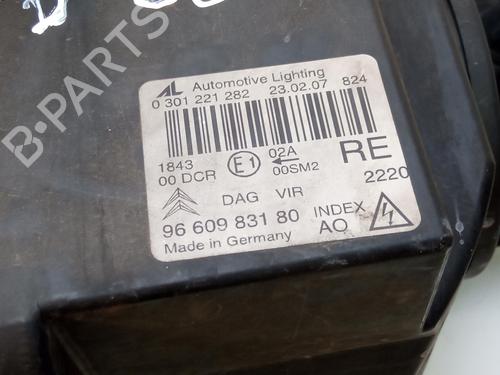 B-PARTS
AL Automotive Lighting
0 301 221 282 23.02.07 824
1843 02A RE
00 DCR E1 00SM2 2220
DAG VIR
96 609 831 80 INDEX
Made in Germany AO